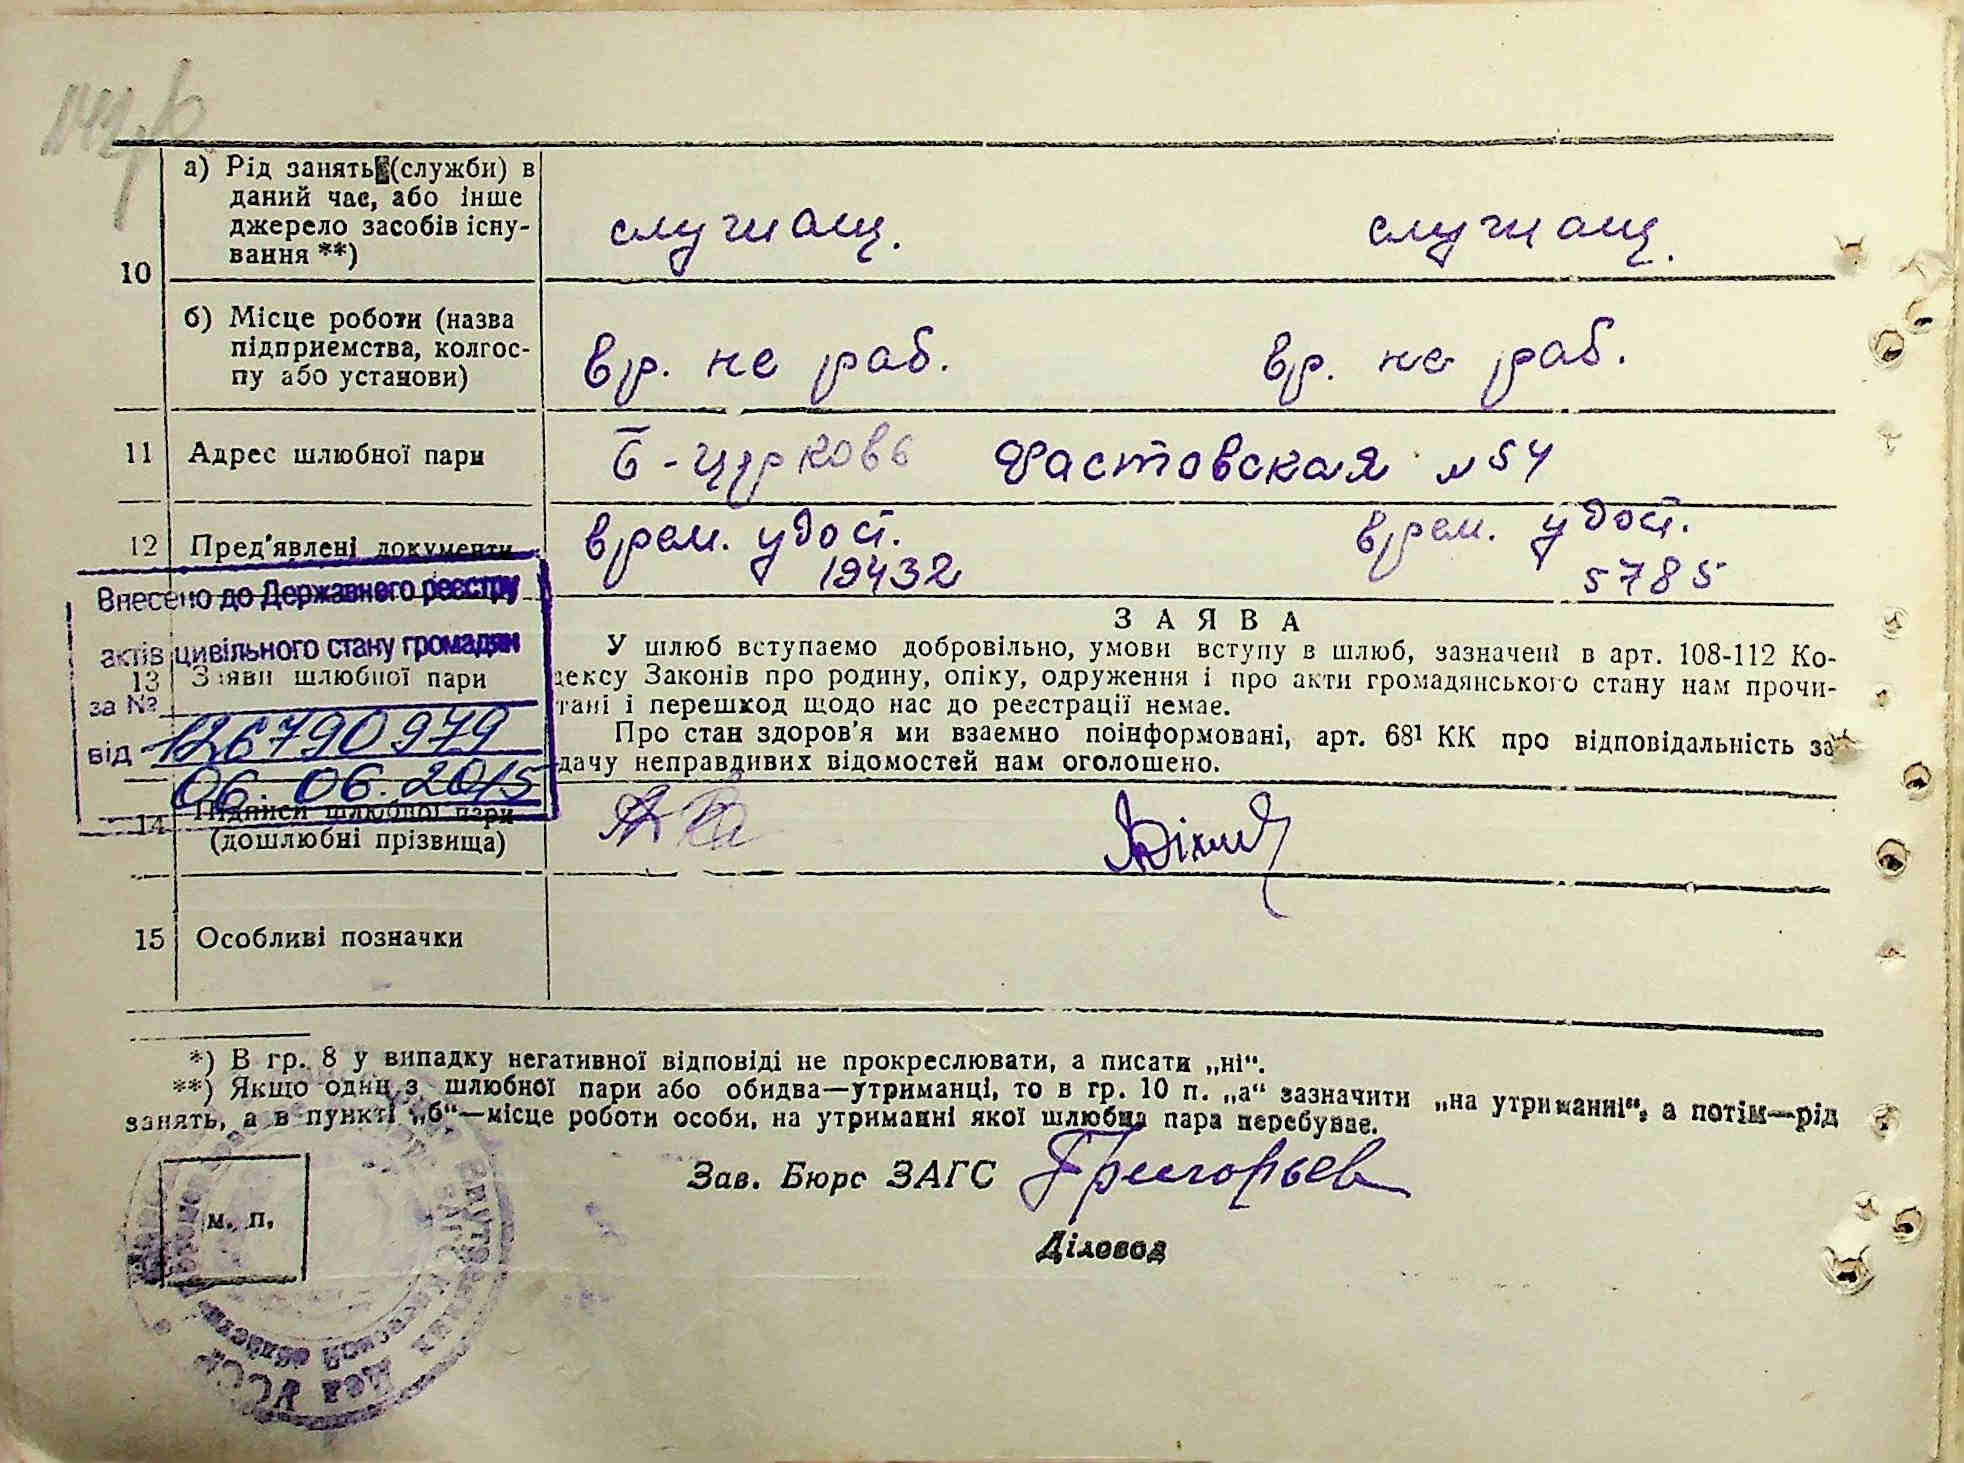 10
а) Рід занять (служби) в
даний час, або інше
джерело засобів існу-
вання **)
служащ. служащ.
б) Місце роботи (назва
підприємства, колгос-
пу або установи)
вр. не раб. вр. не раб.
11 Адрес шлюбної пари
Б-Церковь Фастовская №54
12 Пред'явлені документи
врем. удост. врем. удост.
19432 5785
Внесено до Державного реєстру
актів цивільного стану громадян
за №
126790979
від
06.06.2015
13 Заяви шлюбної пари
ЗАЯВА
У шлюб вступаємо добровільно, умови вступу в шлюб, зазначені в арт. 108-112 Ко-
дексу Законів про родину, опіку, одруження і про акти громадянського стану нам прочи-
тані і перешкод щодо нас до реєстрації немає.
Про стан здоров'я ми взаємно поінформовані, арт. 68¹ КК про відповідальність за
дачу неправдивих відомостей нам оголошено.
14 Підписи шлюбної пари
(дошлюбні прізвища)
15 Особливі позначки
*) В гр. 8 у випадку негативної відповіді не прокреслювати, а писати „ні“.
**) Якщо один з шлюбної пари або обидва—утриманці, то в гр. 10 п. „а“ зазначити „на утриманні“, а потім—рід
занять, а в пункті „б“—місце роботи особи, на утриманні якої шлюбна пара перебуває.
Зав. Бюро ЗАГС Григорьев
Діловод
м. п.
Внутренних Дел УССР
Киевской области